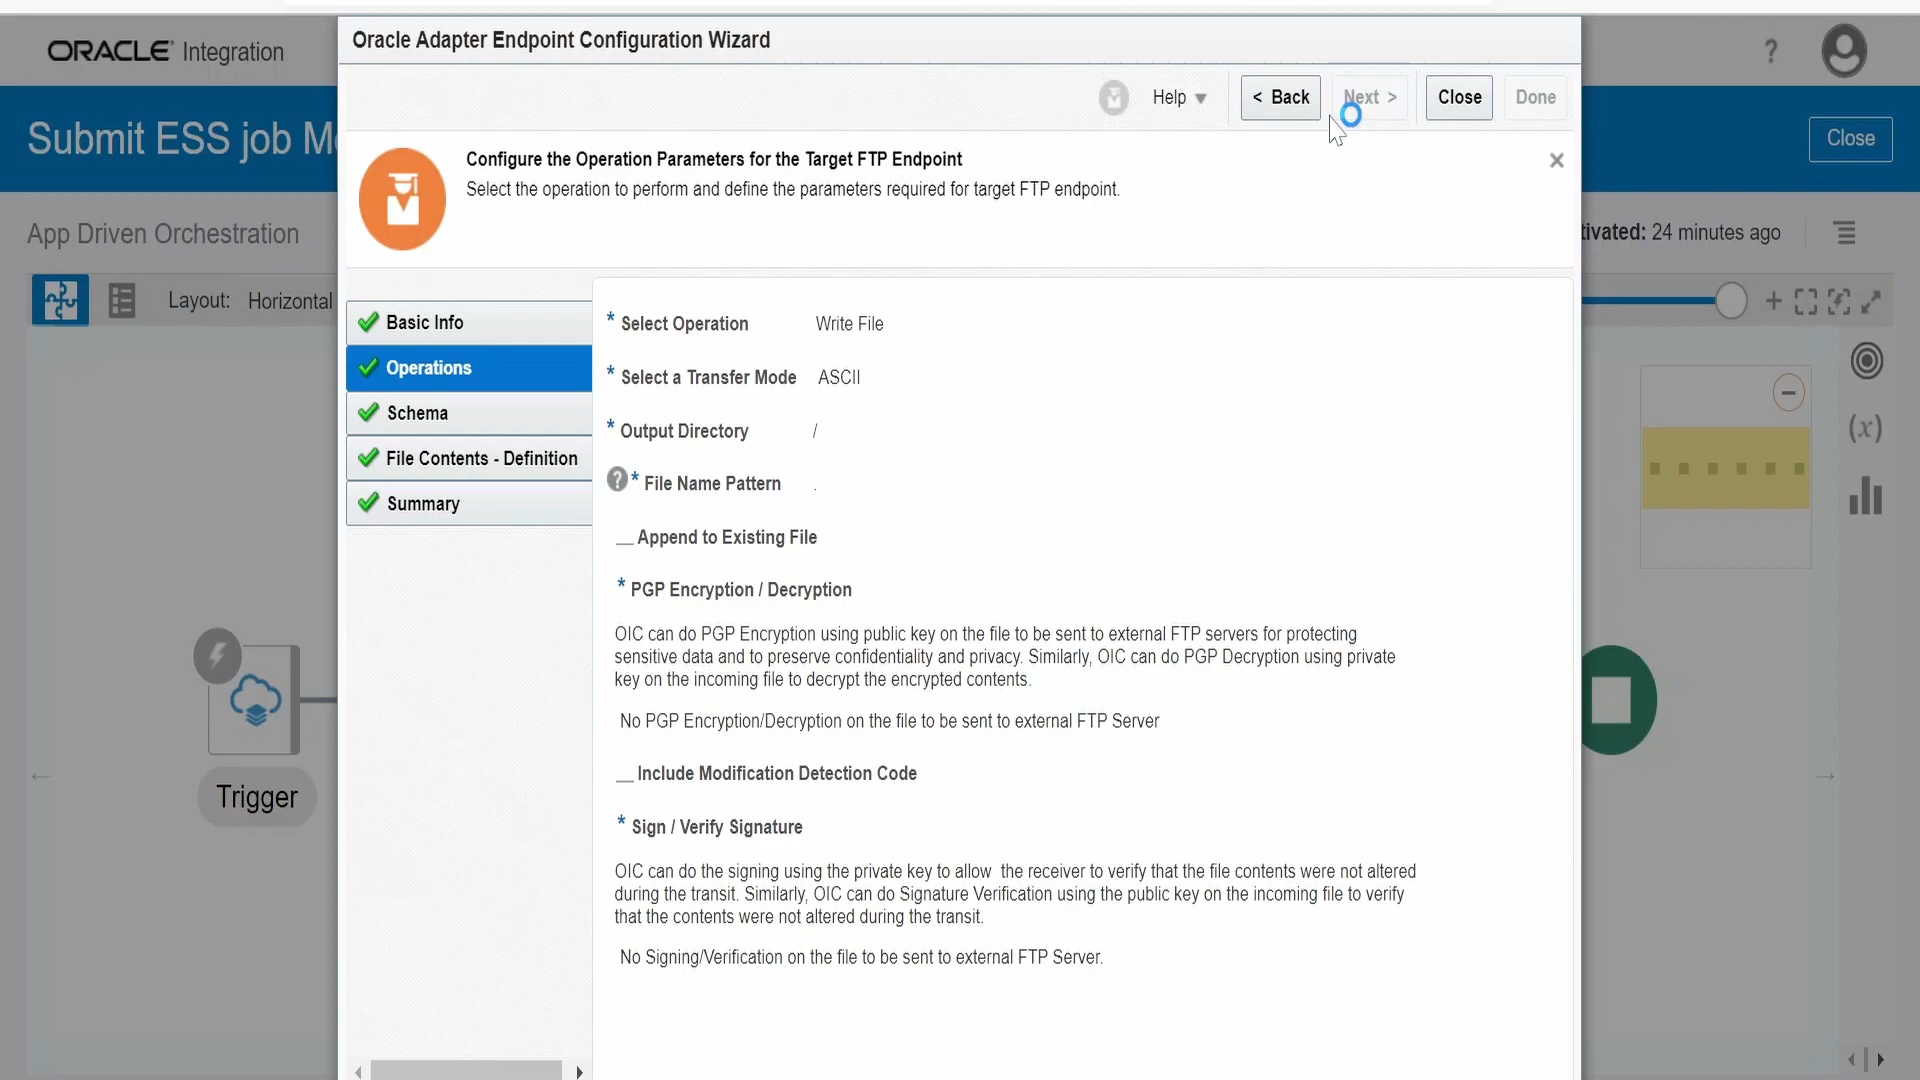 Oracle Adapter Endpoint Configuration Wizard
ORACLE Integration
?
Help
< Back
Next >
Close
Done
Submit ESS job M
Close
Configure the Operation Parameters for the Target FTP Endpoint
Select the operation to perform and define the parameters required for target FTP endpoint.
App Driven Orchestration
tivated: 24 minutes ago
Layout: Horizontal
Basic Info
Operations
Schema
File Contents - Definition
Summary
* Select Operation Write File
* Select a Transfer Mode ASCII
* Output Directory /
? * File Name Pattern .
Append to Existing File
* PGP Encryption / Decryption
OIC can do PGP Encryption using public key on the file to be sent to external FTP servers for protecting
sensitive data and to preserve confidentiality and privacy. Similarly, OIC can do PGP Decryption using private
key on the incoming file to decrypt the encrypted contents.
No PGP Encryption/Decryption on the file to be sent to external FTP Server
Include Modification Detection Code
* Sign / Verify Signature
OIC can do the signing using the private key to allow the receiver to verify that the file contents were not altered
during the transit. Similarly, OIC can do Signature Verification using the public key on the incoming file to verify
that the contents were not altered during the transit.
No Signing/Verification on the file to be sent to external FTP Server.
Trigger
(x)